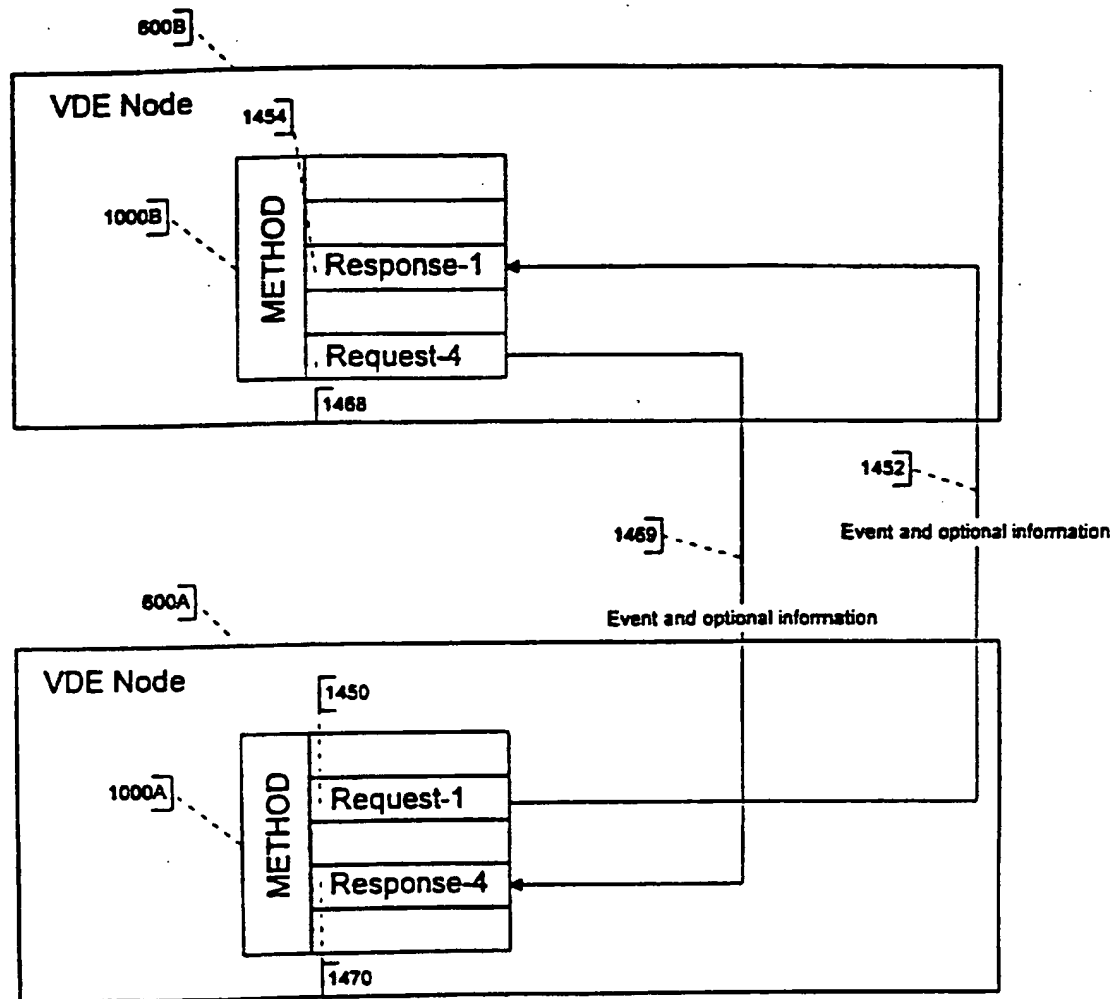 600B
VDE Node
1454
1000B
METHOD
Response-1
Request-4
1468
1452
Event and optional information
1469
600A
Event and optional information
VDE Node
1450
1000A
METHOD
Request-1
Response-4
1470